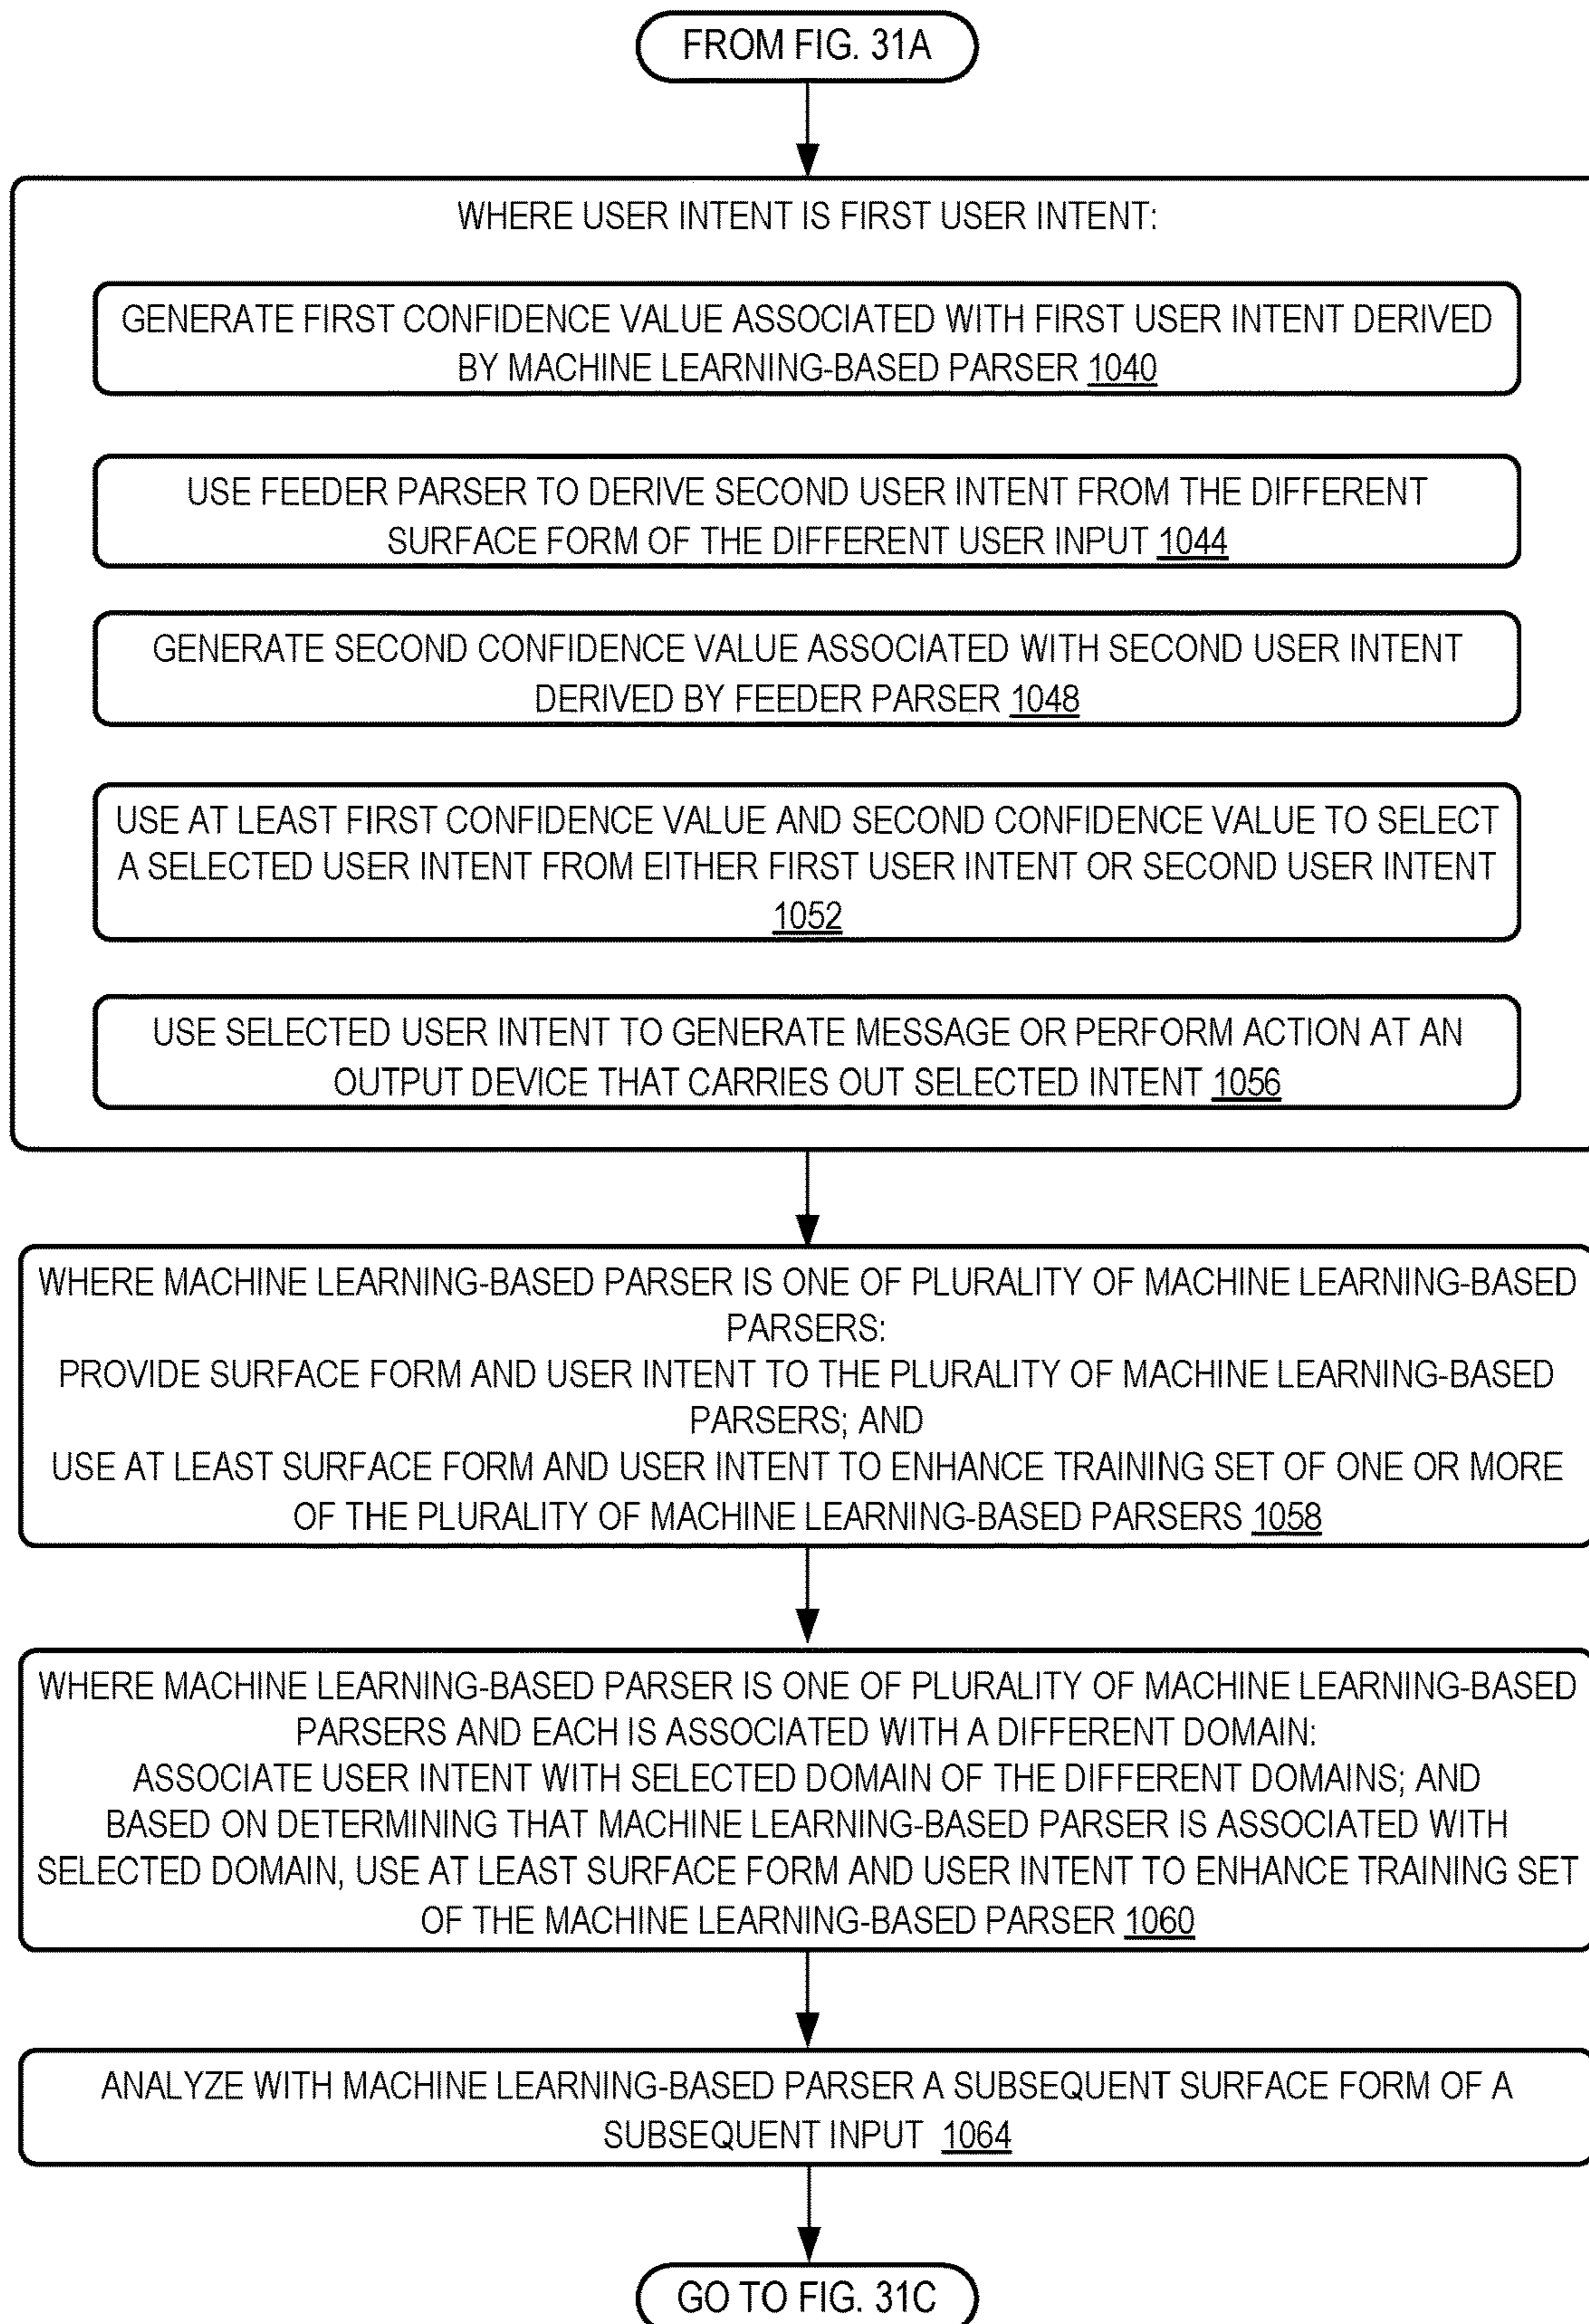 FROM FIG. 31A
WHERE USER INTENT IS FIRST USER INTENT:
GENERATE FIRST CONFIDENCE VALUE ASSOCIATED WITH FIRST USER INTENT DERIVED
BY MACHINE LEARNING-BASED PARSER 1040
USE FEEDER PARSER TO DERIVE SECOND USER INTENT FROM THE DIFFERENT
SURFACE FORM OF THE DIFFERENT USER INPUT 1044
GENERATE SECOND CONFIDENCE VALUE ASSOCIATED WITH SECOND USER INTENT
DERIVED BY FEEDER PARSER 1048
USE AT LEAST FIRST CONFIDENCE VALUE AND SECOND CONFIDENCE VALUE TO SELECT
A SELECTED USER INTENT FROM EITHER FIRST USER INTENT OR SECOND USER INTENT
1052
USE SELECTED USER INTENT TO GENERATE MESSAGE OR PERFORM ACTION AT AN
OUTPUT DEVICE THAT CARRIES OUT SELECTED INTENT 1056
WHERE MACHINE LEARNING-BASED PARSER IS ONE OF PLURALITY OF MACHINE LEARNING-BASED
PARSERS:
PROVIDE SURFACE FORM AND USER INTENT TO THE PLURALITY OF MACHINE LEARNING-BASED
PARSERS; AND
USE AT LEAST SURFACE FORM AND USER INTENT TO ENHANCE TRAINING SET OF ONE OR MORE
OF THE PLURALITY OF MACHINE LEARNING-BASED PARSERS 1058
WHERE MACHINE LEARNING-BASED PARSER IS ONE OF PLURALITY OF MACHINE LEARNING-BASED
PARSERS AND EACH IS ASSOCIATED WITH A DIFFERENT DOMAIN:
ASSOCIATE USER INTENT WITH SELECTED DOMAIN OF THE DIFFERENT DOMAINS; AND
BASED ON DETERMINING THAT MACHINE LEARNING-BASED PARSER IS ASSOCIATED WITH
SELECTED DOMAIN, USE AT LEAST SURFACE FORM AND USER INTENT TO ENHANCE TRAINING SET
OF THE MACHINE LEARNING-BASED PARSER 1060
ANALYZE WITH MACHINE LEARNING-BASED PARSER A SUBSEQUENT SURFACE FORM OF A
SUBSEQUENT INPUT 1064
GO TO FIG. 31C